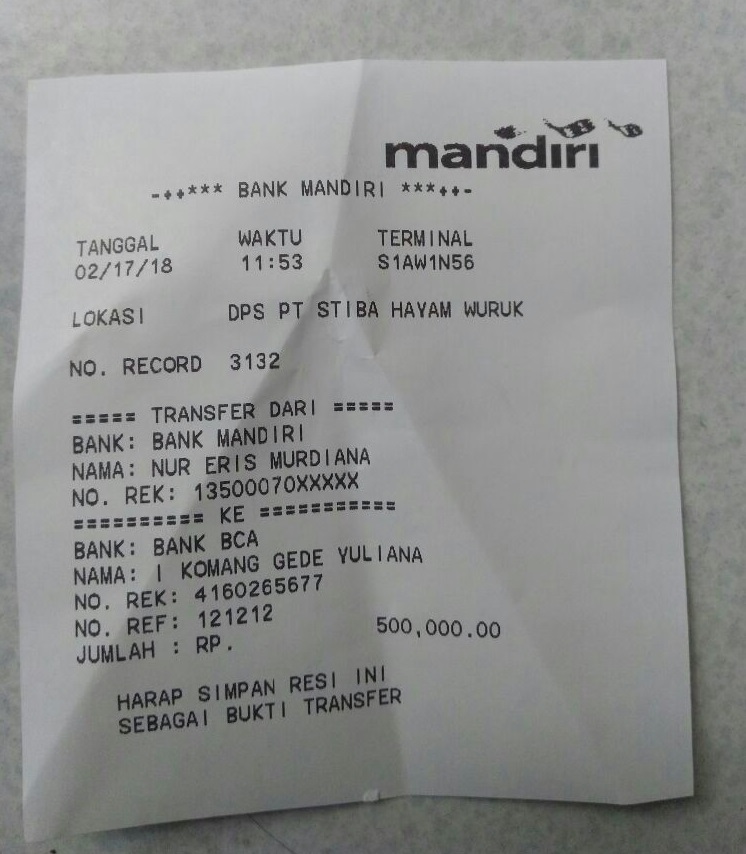 mandiri
-++*** BANK MANDIRI ***++-
TANGGAL WAKTU TERMINAL
02/17/18 11:53 S1AW1N56
LOKASI DPS PT STIBA HAYAM WURUK
NO. RECORD 3132
===== TRANSFER DARI =====
BANK: BANK MANDIRI
NAMA: NUR ERIS MURDIANA
NO. REK: 13500070XXXXX
========== KE ===========
BANK: BANK BCA
NAMA: I KOMANG GEDE YULIANA
NO. REK: 4160265677
NO. REF: 121212
JUMLAH : RP. 500,000.00
HARAP SIMPAN RESI INI
SEBAGAI BUKTI TRANSFER